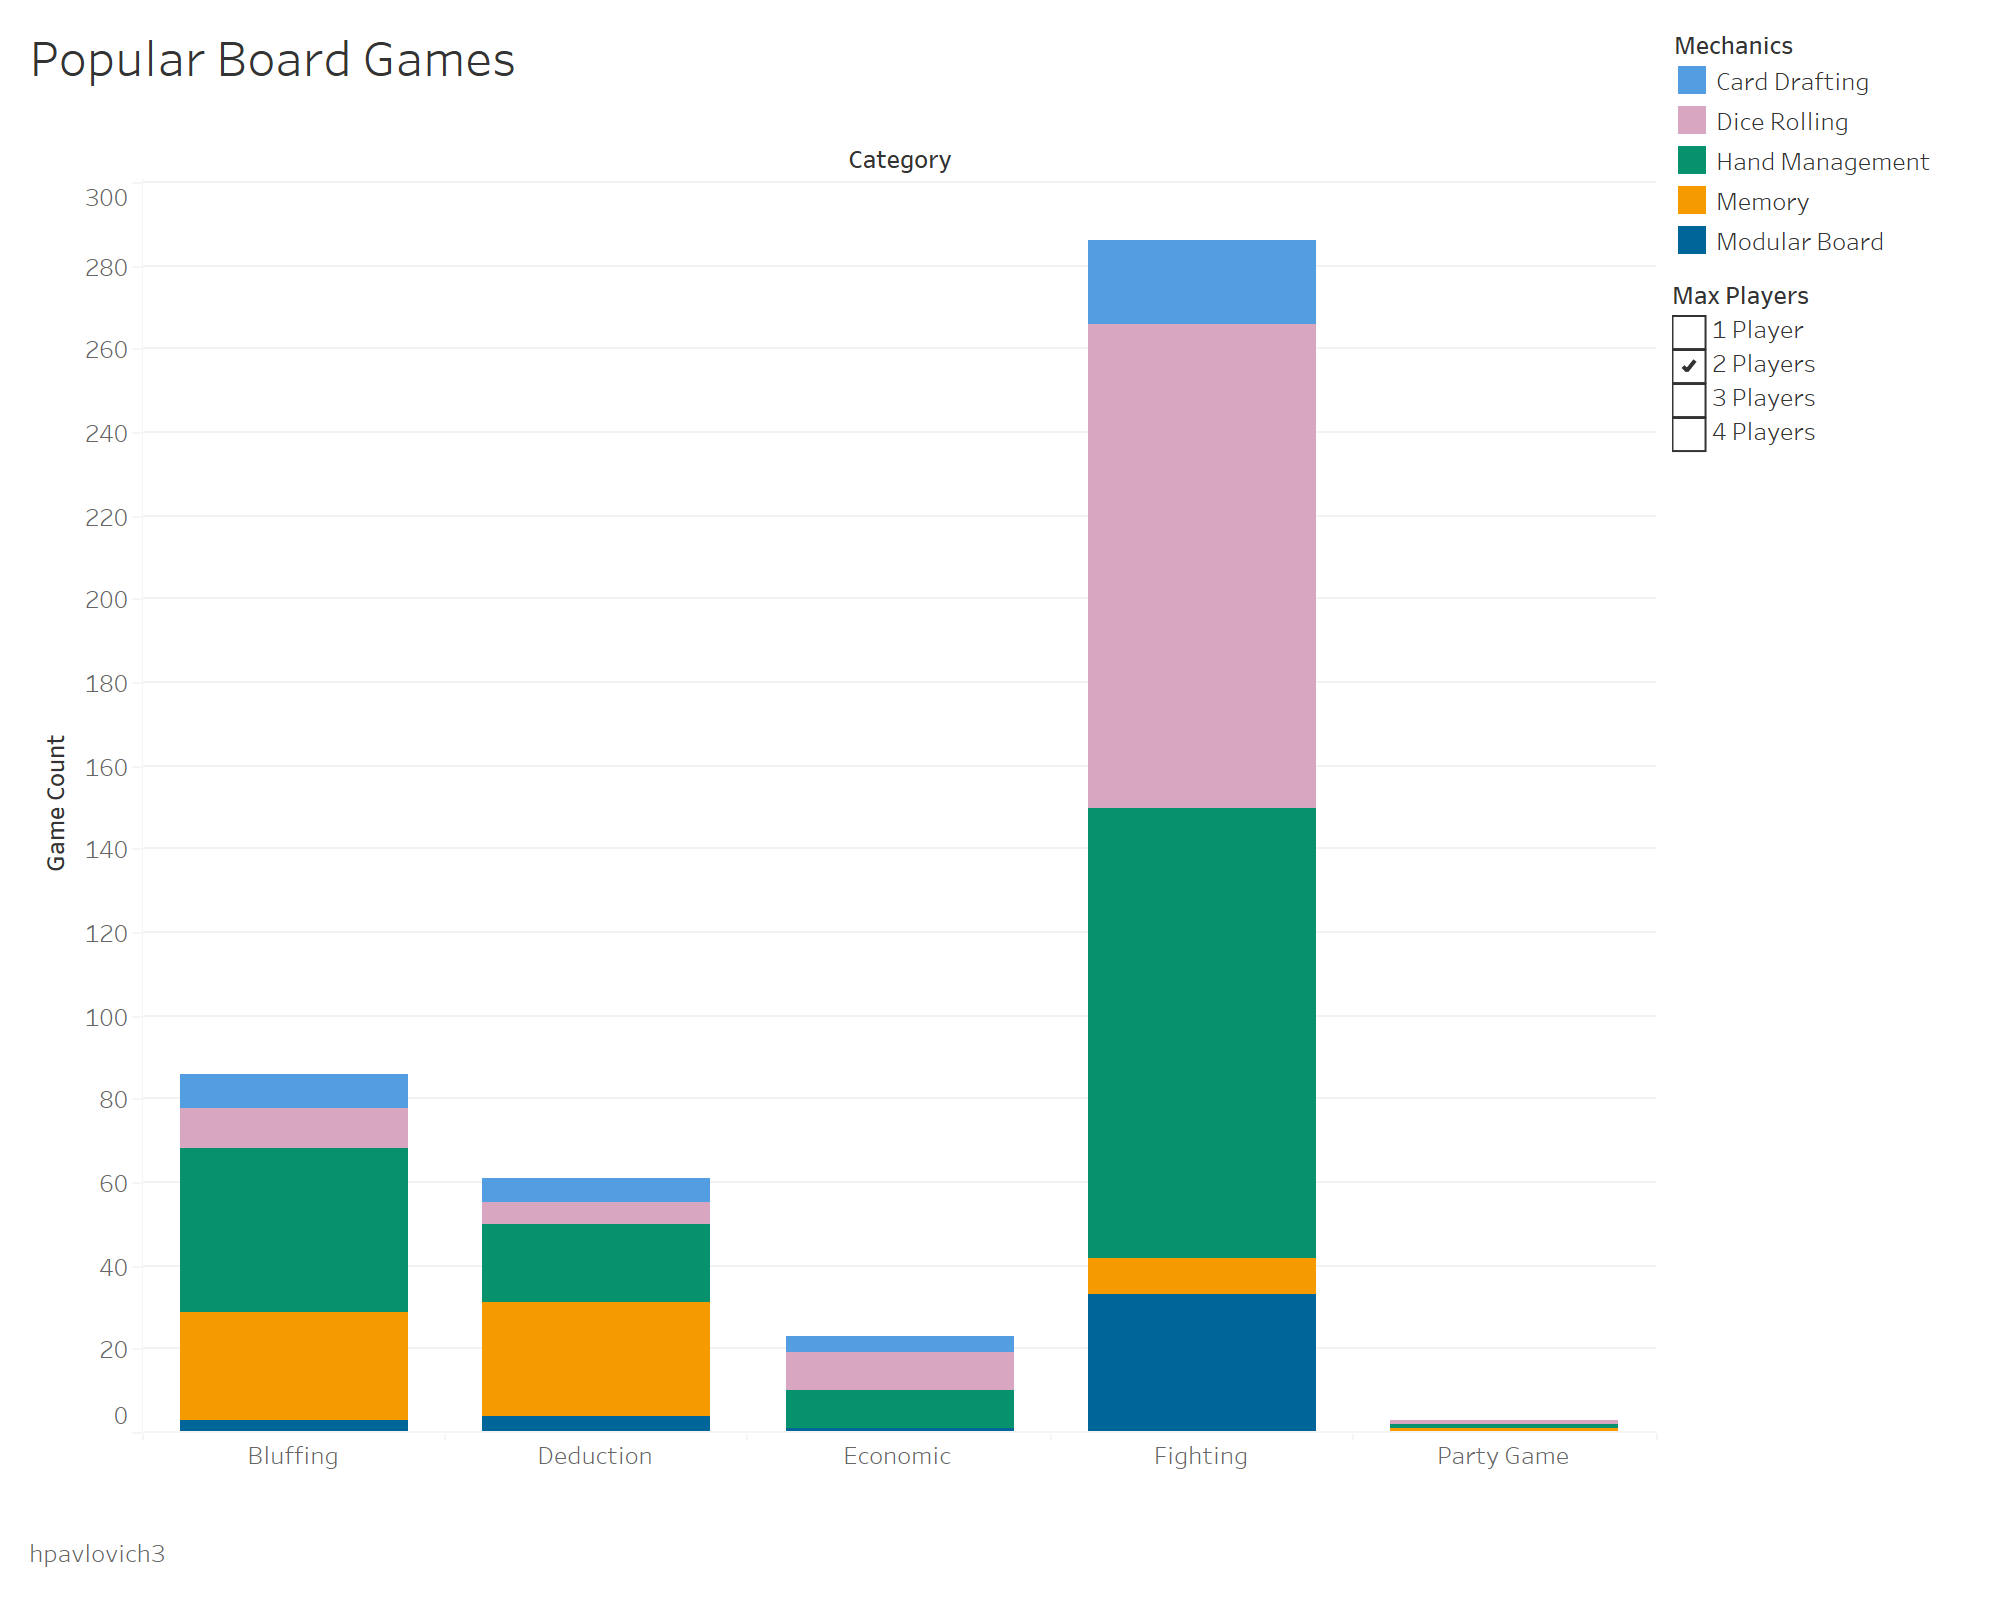 Popular Board Games
Category
300
280
260
240
220
200
180
160
140
120
100
80
60
40
20
0
Game Count
Bluffing
Deduction
Economic
Fighting
Party Game
Mechanics
Card Drafting
Dice Rolling
Hand Management
Memory
Modular Board
Max Players
1 Player
2 Players
3 Players
4 Players
hpavlovich3